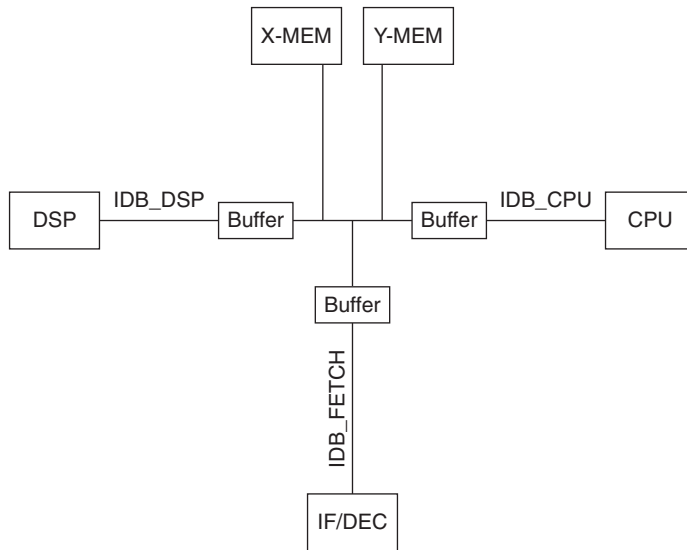 X-MEM
Y-MEM
DSP
IDB_DSP
Buffer
Buffer
IDB_CPU
CPU
Buffer
IDB_FETCH
IF/DEC